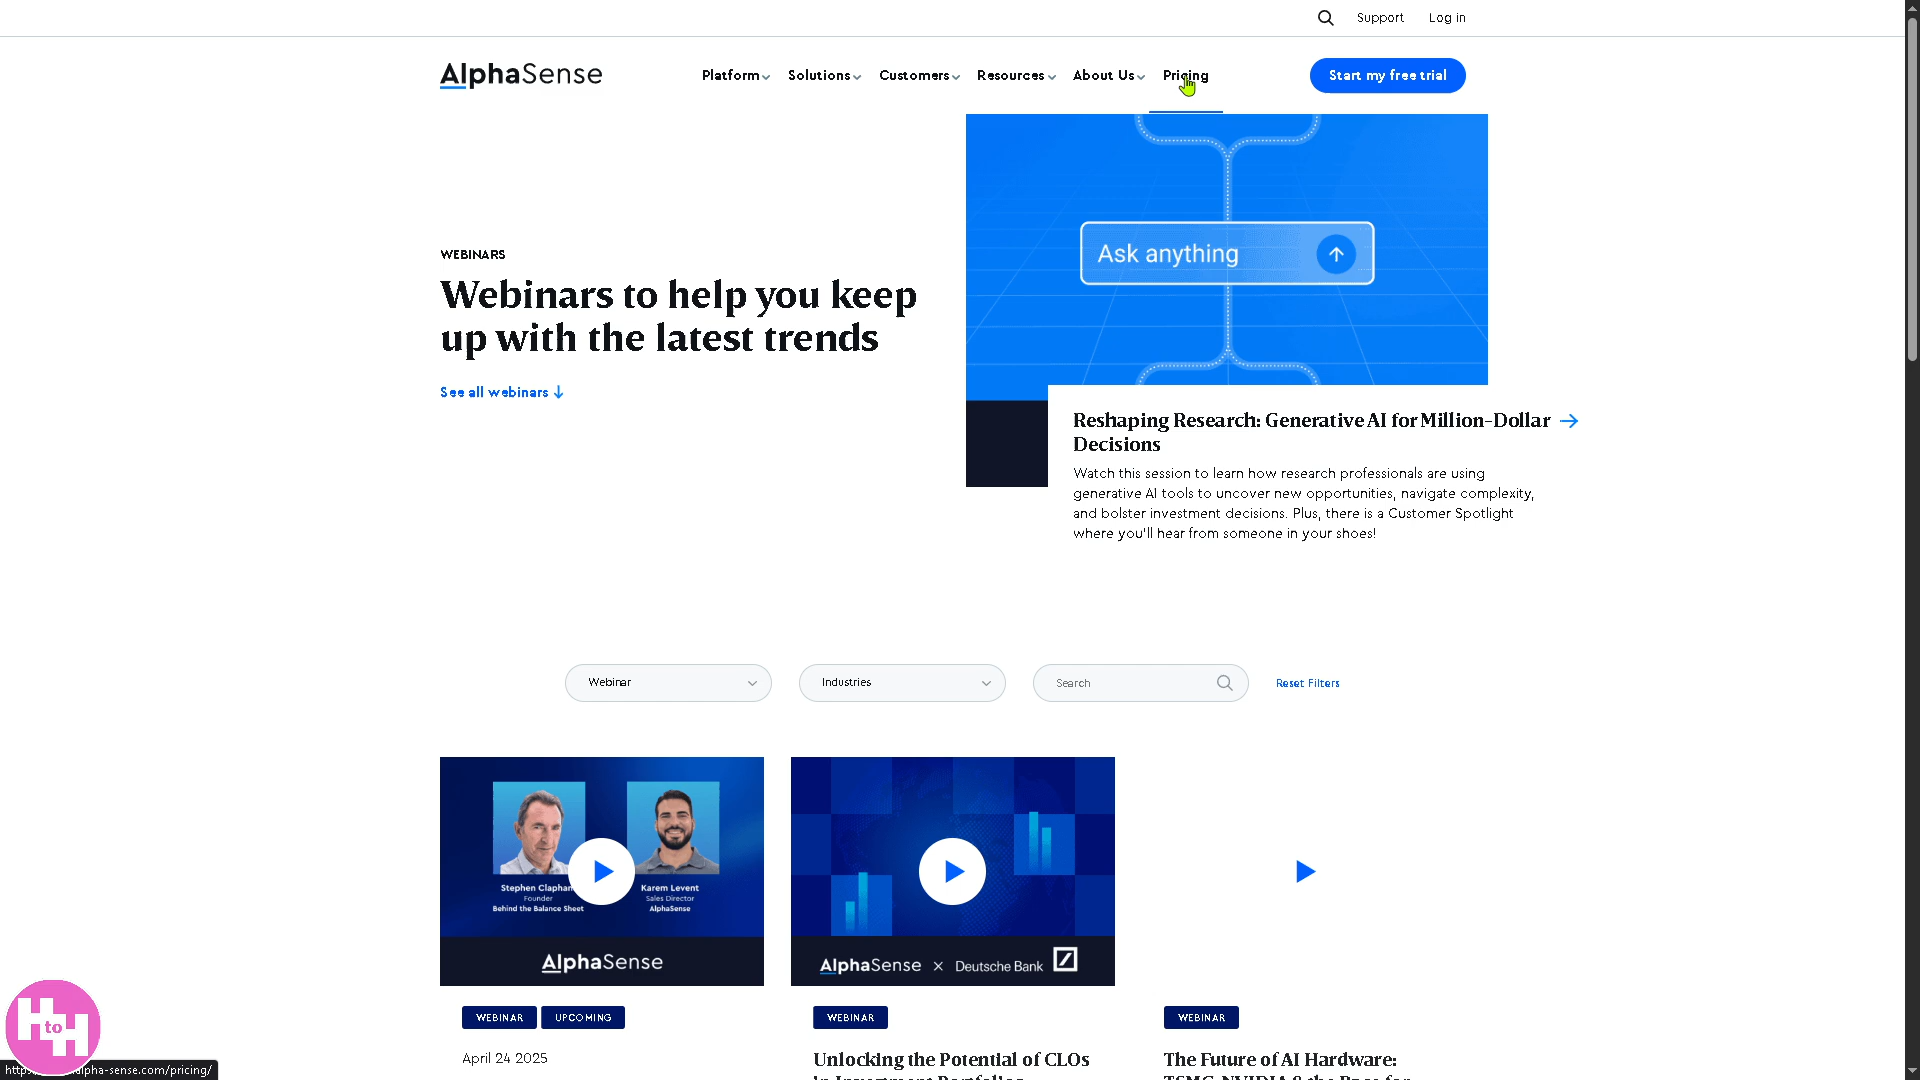 Support Log in
AlphaSense Platform Solutions Customers Resources About Us Pricing Start my free trial
WEBINARS
Webinars to help you keep
up with the latest trends
See all webinars
Ask anything
Reshaping Research: Generative AI for Million-Dollar
Decisions
Watch this session to learn how research professionals are using
generative AI tools to uncover new opportunities, navigate complexity,
and bolster investment decisions. Plus, there is a Customer Spotlight
where you'll hear from someone in your shoes!
Webinar Industries Search Reset Filters
Stephen Clapham
Founder
Behind the Balance Sheet
Karem Levent
Sales Director
AlphaSense
AlphaSense
AlphaSense x Deutsche Bank
WEBINAR UPCOMING
April 24 2025
WEBINAR
Unlocking the Potential of CLOs
WEBINAR
The Future of AI Hardware:
H to H
alpha-sense.com/pricing/